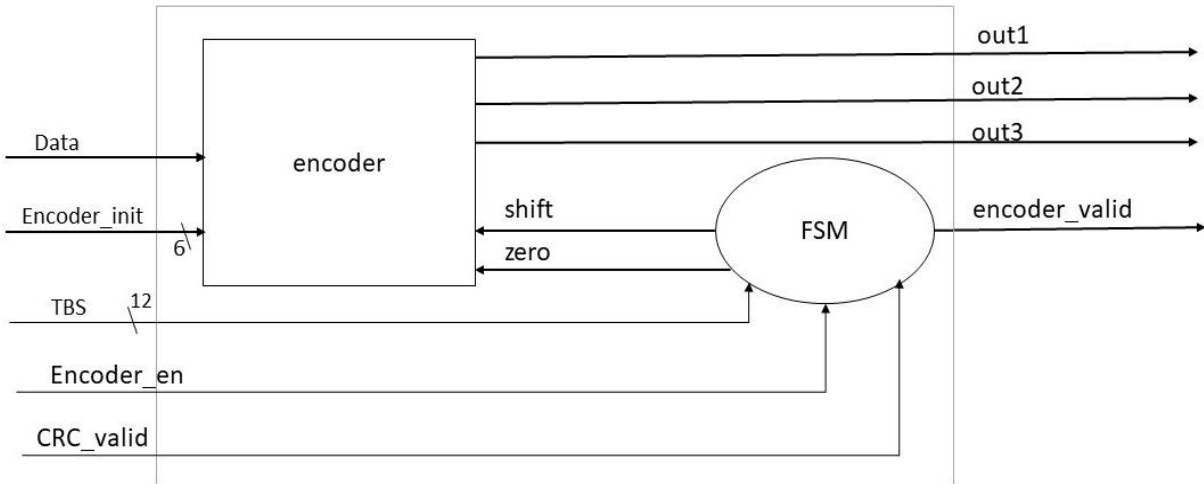 out1
out2
out3
Data
encoder
Encoder_init
6
shift
FSM
encoder_valid
zero
TBS
12
Encoder_en
CRC_valid